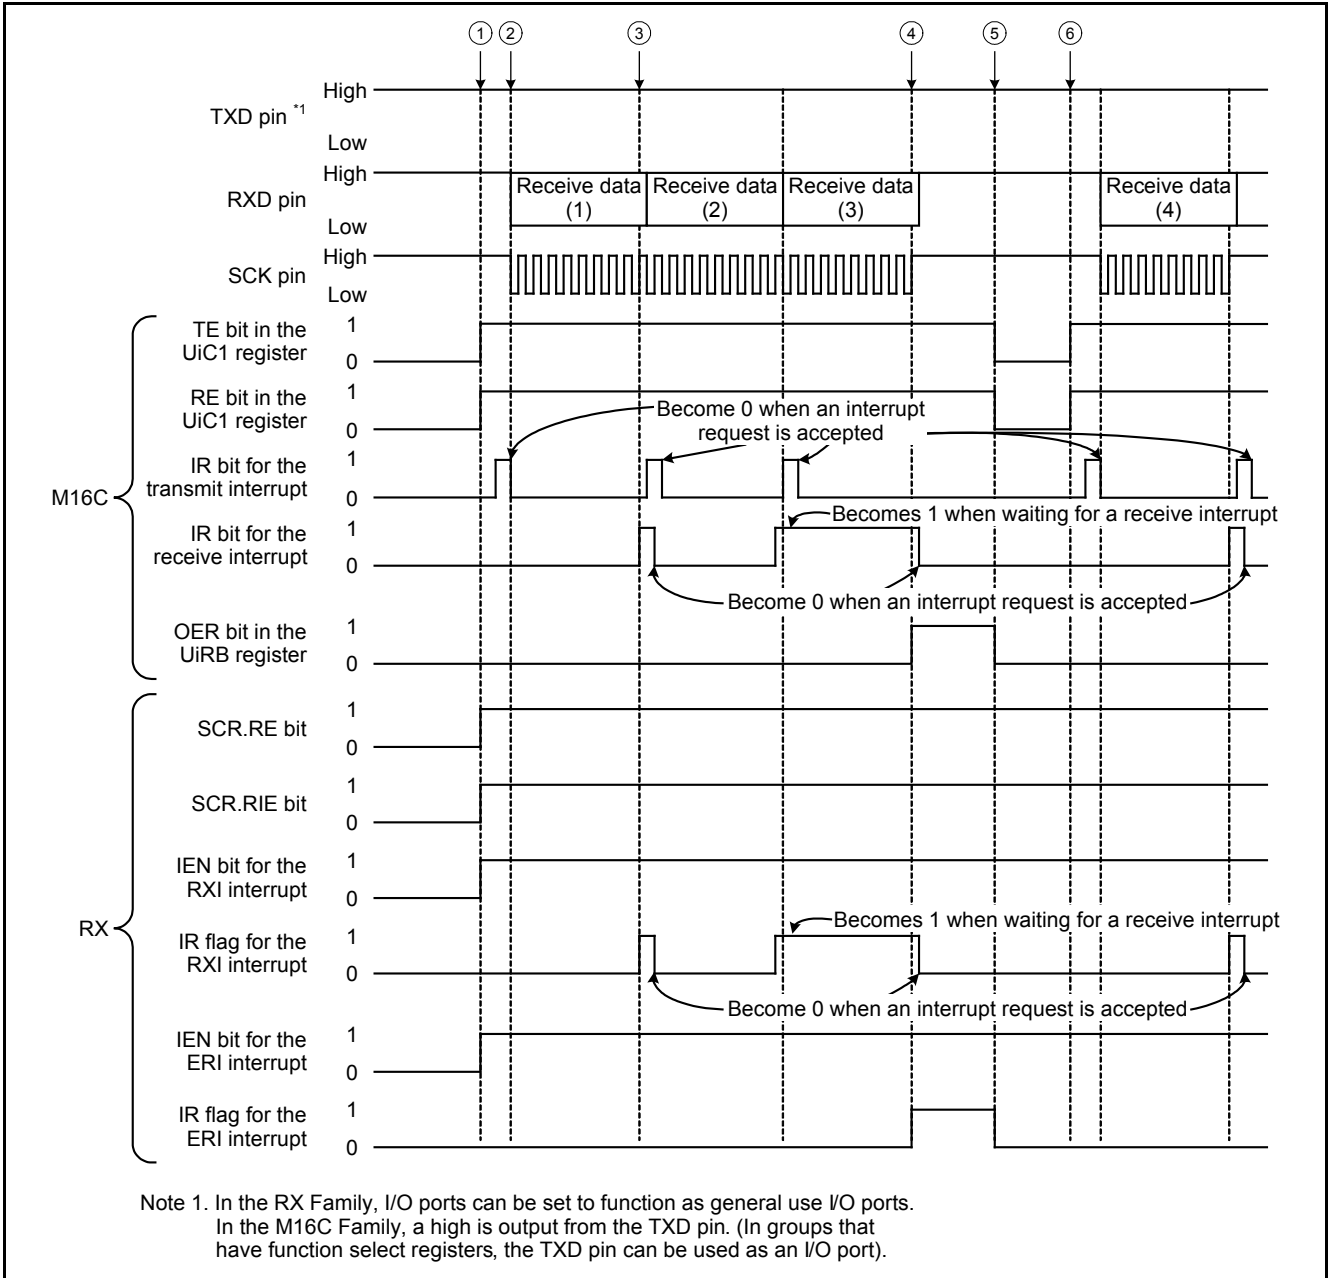 1 2 3 4 5 6
TXD pin *1
High
Low
RXD pin
High
Low
Receive data
(1)
Receive data
(2)
Receive data
(3)
Receive data
(4)
SCK pin
High
Low
M16C
TE bit in the
UiC1 register
1
0
RE bit in the
UiC1 register
1
0
Become 0 when an interrupt
request is accepted
IR bit for the
transmit interrupt
1
0
Becomes 1 when waiting for a receive interrupt
IR bit for the
receive interrupt
1
0
Become 0 when an interrupt request is accepted
OER bit in the
UiRB register
1
0
RX
SCR.RE bit
1
0
SCR.RIE bit
1
0
IEN bit for the
RXI interrupt
1
0
Becomes 1 when waiting for a receive interrupt
IR flag for the
RXI interrupt
1
0
Become 0 when an interrupt request is accepted
IEN bit for the
ERI interrupt
1
0
IR flag for the
ERI interrupt
1
0
Note 1. In the RX Family, I/O ports can be set to function as general use I/O ports.
In the M16C Family, a high is output from the TXD pin. (In groups that
have function select registers, the TXD pin can be used as an I/O port).